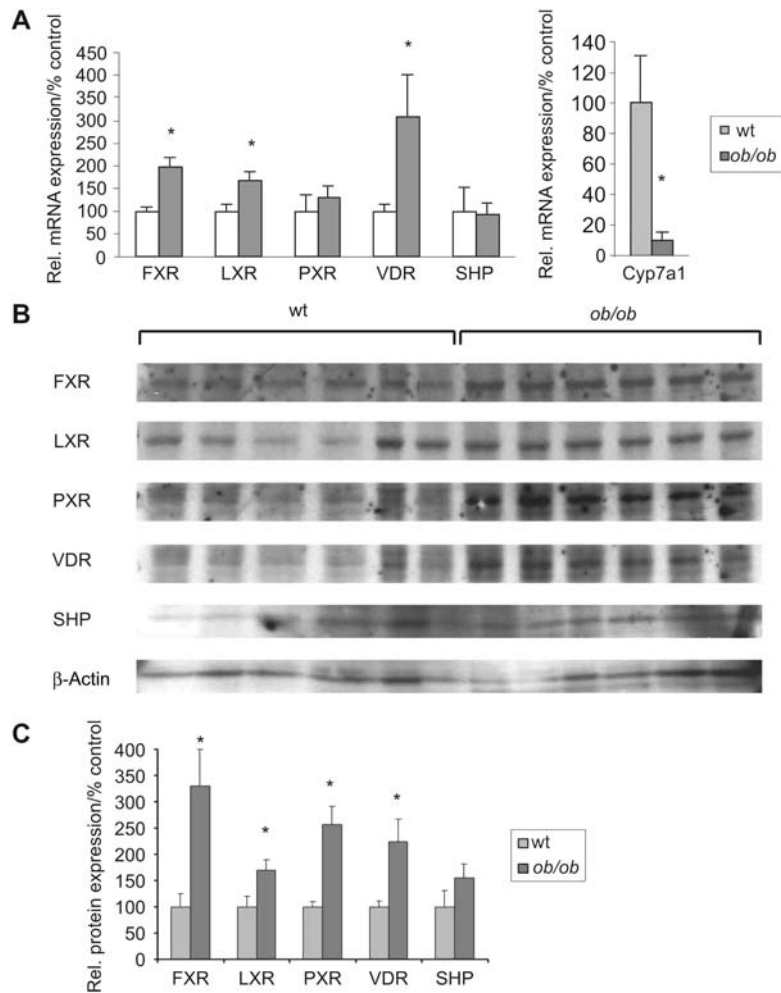 A
Rel. mRNA expression/% control
450
400
350
300
250
200
150
100
50
0
*
*
*
FXR
LXR
PXR
VDR
SHP
Rel. mRNA expression/% control
140
120
100
80
60
40
20
0
*
Cyp7a1
wt
ob/ob
B
wt
ob/ob
FXR
LXR
PXR
VDR
SHP
β-Actin
C
Rel. protein expression/% control
400
350
300
250
200
150
100
50
0
*
*
*
*
FXR
LXR
PXR
VDR
SHP
wt
ob/ob